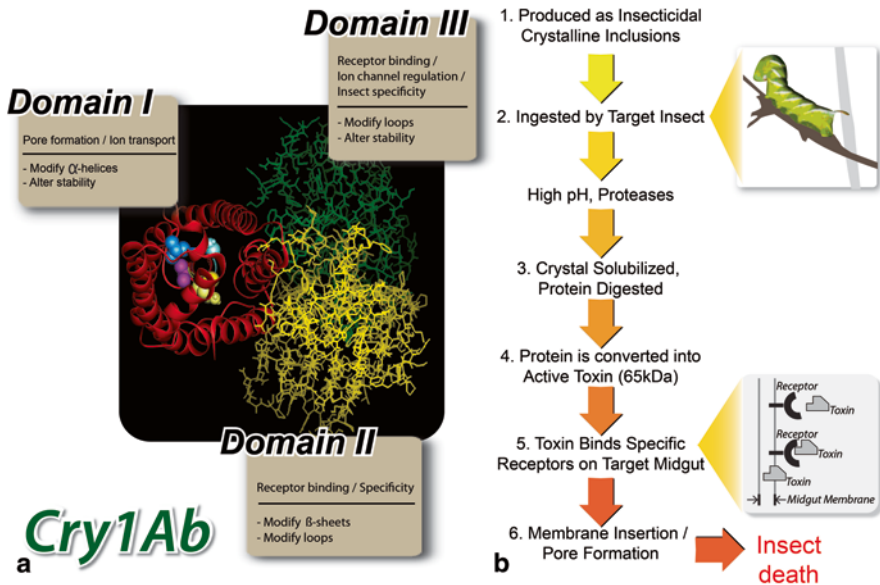 Domain III
Receptor binding /
Ion channel regulation /
Insect specificity
- Modify loops
- Alter stability
Domain I
Pore formation / Ion transport
- Modify α-helices
- Alter stability
Domain II
Receptor binding / Specificity
- Modify ß-sheets
- Modify loops
Cry1Ab
a
1. Produced as Insecticidal
Crystalline Inclusions
2. Ingested by Target Insect
High pH, Proteases
3. Crystal Solubilized,
Protein Digested
4. Protein is converted into
Active Toxin (65kDa)
5. Toxin Binds Specific
Receptors on Target Midgut
6. Membrane Insertion /
Pore Formation
Insect
death
Receptor
Toxin
Receptor
Toxin
Toxin
Midgut Membrane
b